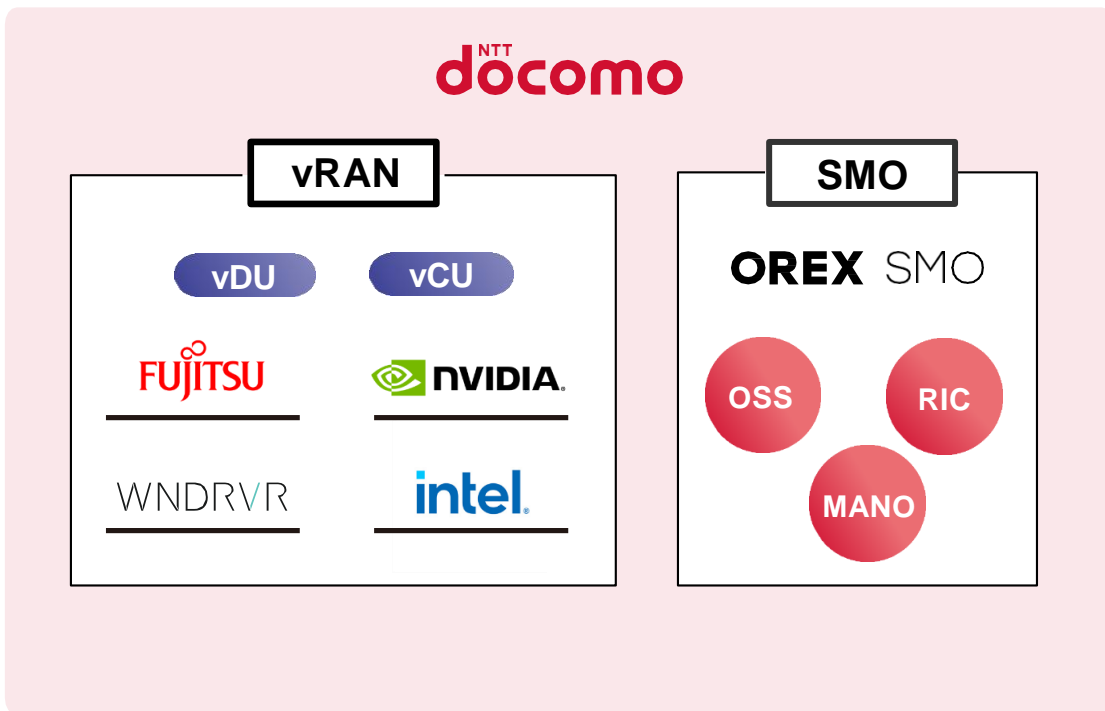 NTT
docomo
vRAN
vDU vCU
FUJITSU
NVIDIA.
WNDRVR
intel.
SMO
OREX SMO
OSS RIC
MANO